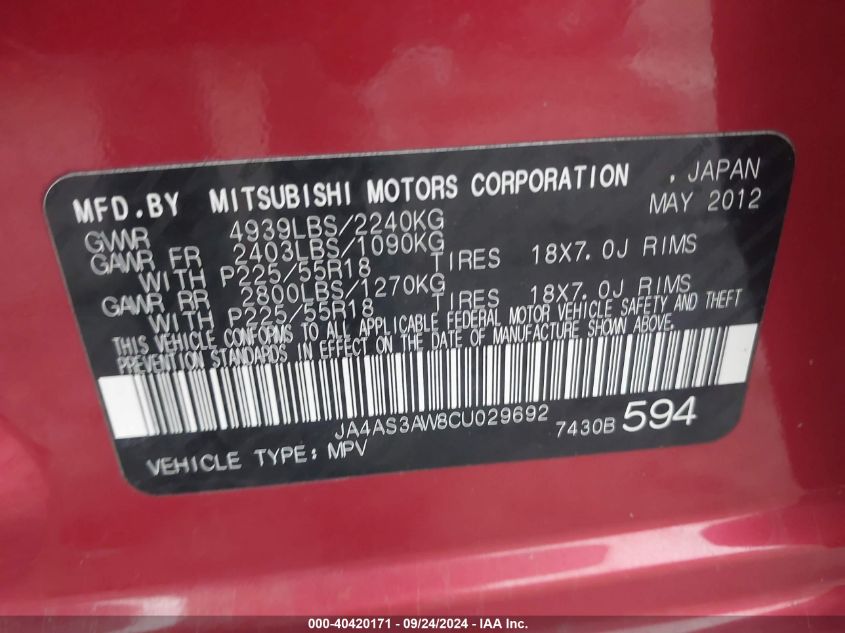 MFD.BY MITSUBISHI MOTORS CORPORATION , JAPAN
MAY 2012
GVWR 4939LBS/2240KG
GAWR FR 2403LBS/1090KG
WITH P225/55R18 TIRES 18X7.0J RIMS
GAWR RR 2800LBS/1270KG
WITH P225/55R18 TIRES 18X7.0J RIMS
THIS VEHICLE CONFORMS TO ALL APPLICABLE FEDERAL MOTOR VEHICLE SAFETY AND THEFT
PREVENTION STANDARDS IN EFFECT ON THE DATE OF MANUFACTURE SHOWN ABOVE.
JA4AS3AW8CU029692 7430B 594
VEHICLE TYPE: MPV
000-40420171 - 09/24/2024 - IAAI.COM